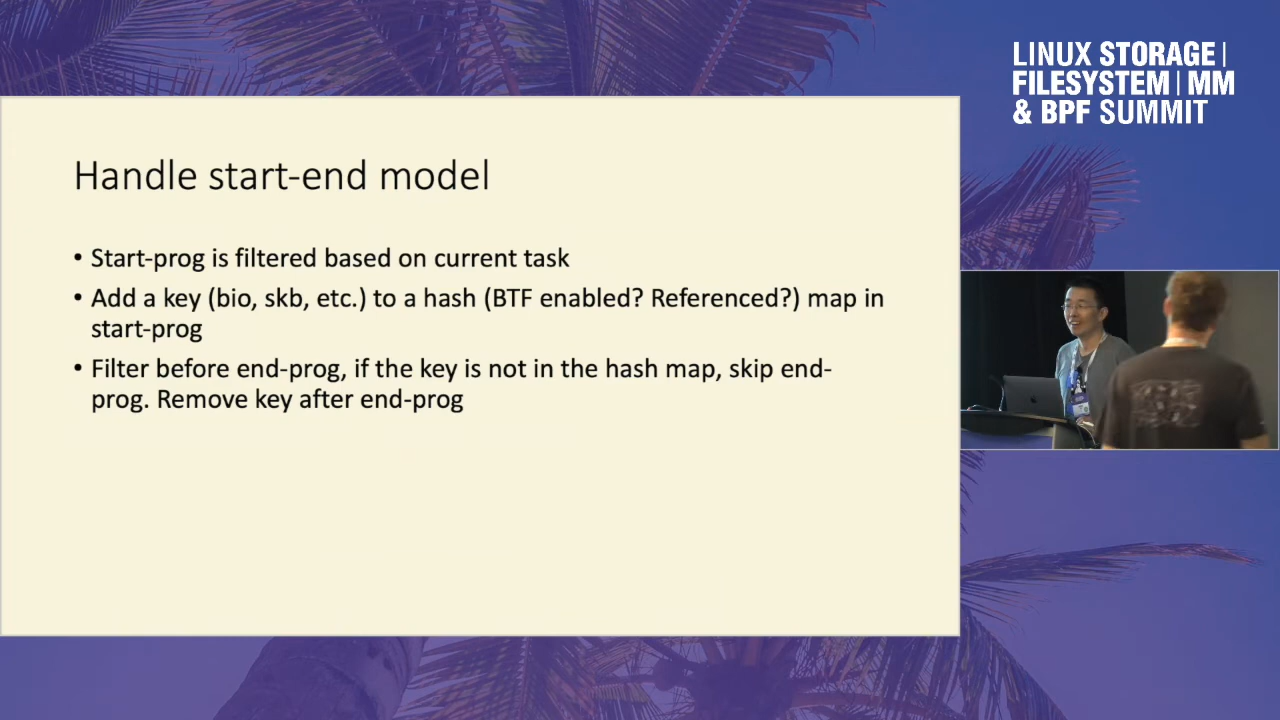 LINUX STORAGE |
FILESYSTEM | MM
& BPF SUMMIT
Handle start-end model
• Start-prog is filtered based on current task
• Add a key (bio, skb, etc.) to a hash (BTF enabled? Referenced?) map in
start-prog
• Filter before end-prog, if the key is not in the hash map, skip end-
prog. Remove key after end-prog